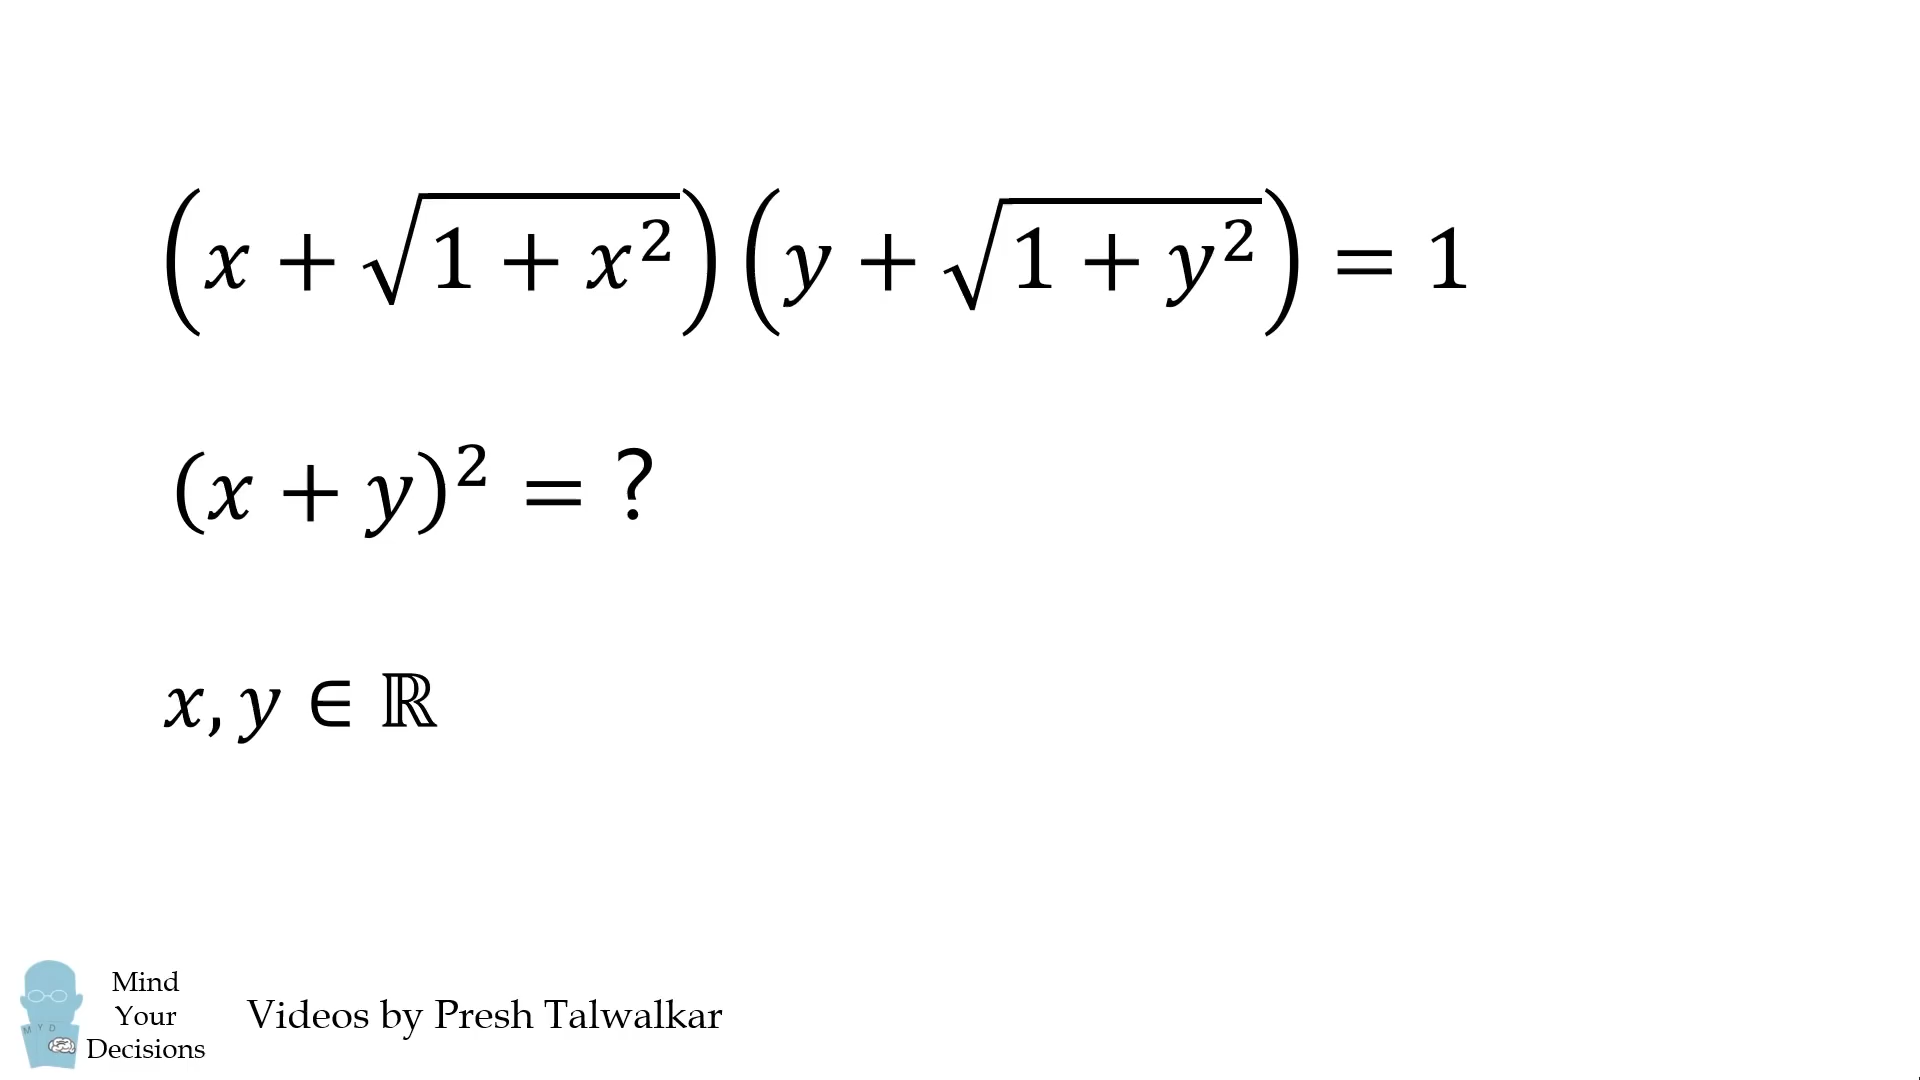 (x + √(1 + x²)) (y + √(1 + y²)) = 1
(x + y)² = ?
x, y ∈ ℝ
Mind
Your
Decisions
M Y D
Videos by Presh Talwalkar